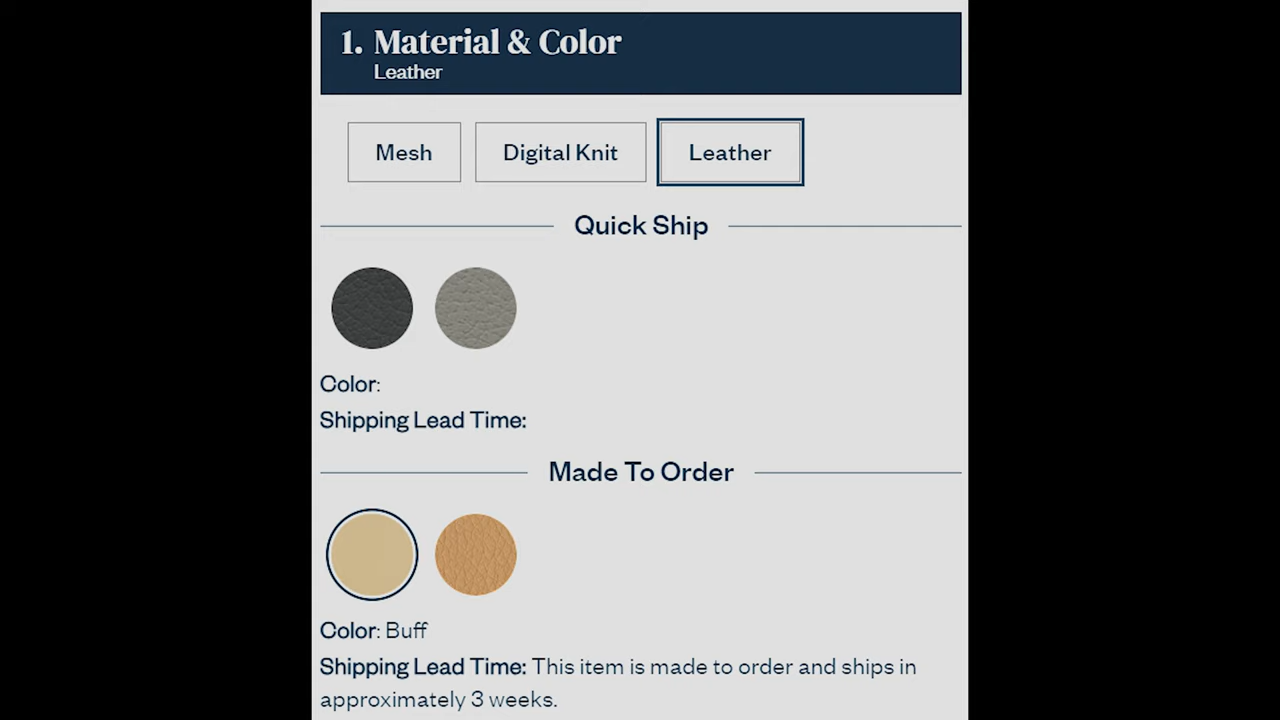 1. Material & Color
Leather
Mesh
Digital Knit
Leather
Quick Ship
Color:
Shipping Lead Time:
Made To Order
Color: Buff
Shipping Lead Time: This item is made to order and ships in
approximately 3 weeks.